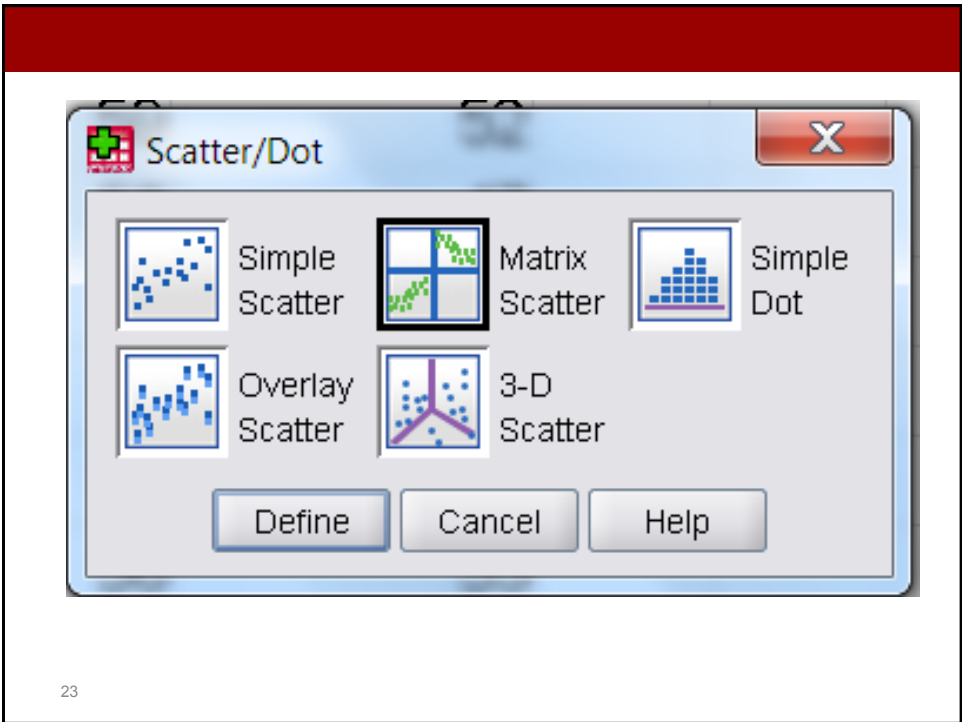 Scatter/Dot
Simple
Scatter
Matrix
Scatter
Simple
Dot
Overlay
Scatter
3-D
Scatter
Define
Cancel
Help
23